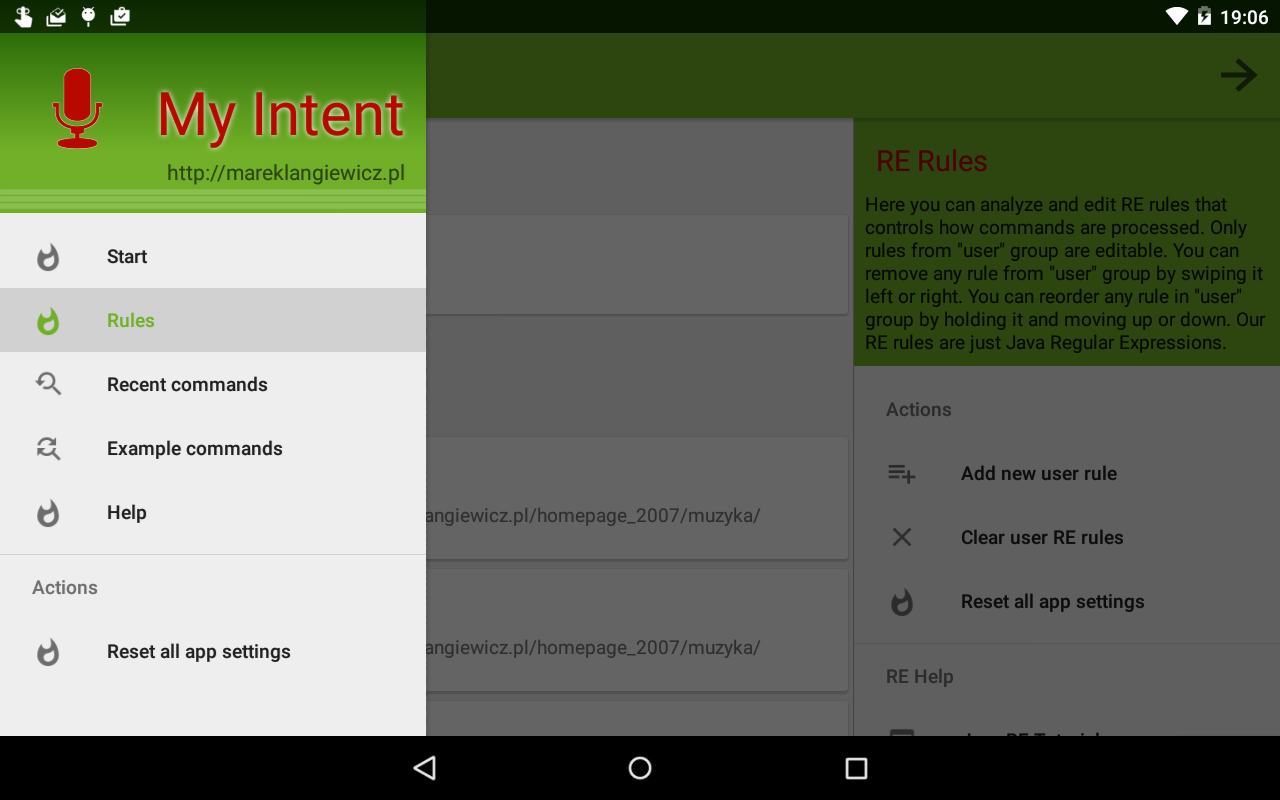 19:06
My Intent
http://mareklangiewicz.pl
Start
Rules
Recent commands
Example commands
Help
Actions
Reset all app settings
angiewicz.pl/homepage_2007/muzyka/
angiewicz.pl/homepage_2007/muzyka/
RE Rules
Here you can analyze and edit RE rules that
controls how commands are processed. Only
rules from "user" group are editable. You can
remove any rule from "user" group by swiping it
left or right. You can reorder any rule in "user"
group by holding it and moving up or down. Our
RE rules are just Java Regular Expressions.
Actions
Add new user rule
Clear user RE rules
Reset all app settings
RE Help